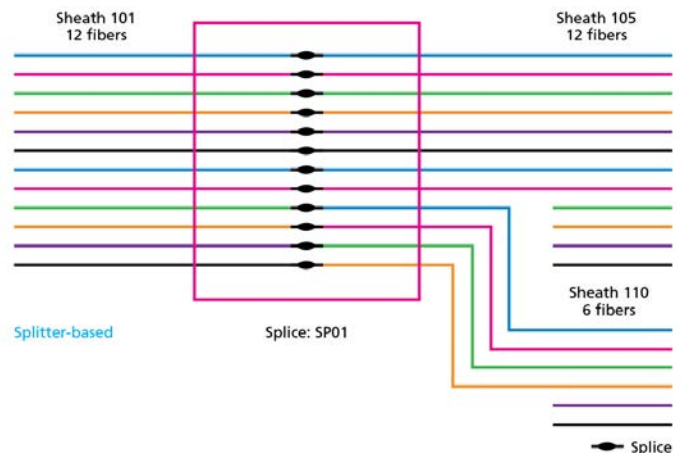 Sheath 101
12 fibers
Sheath 105
12 fibers
Sheath 110
6 fibers
Splitter-based
Splice: SP01
Splice